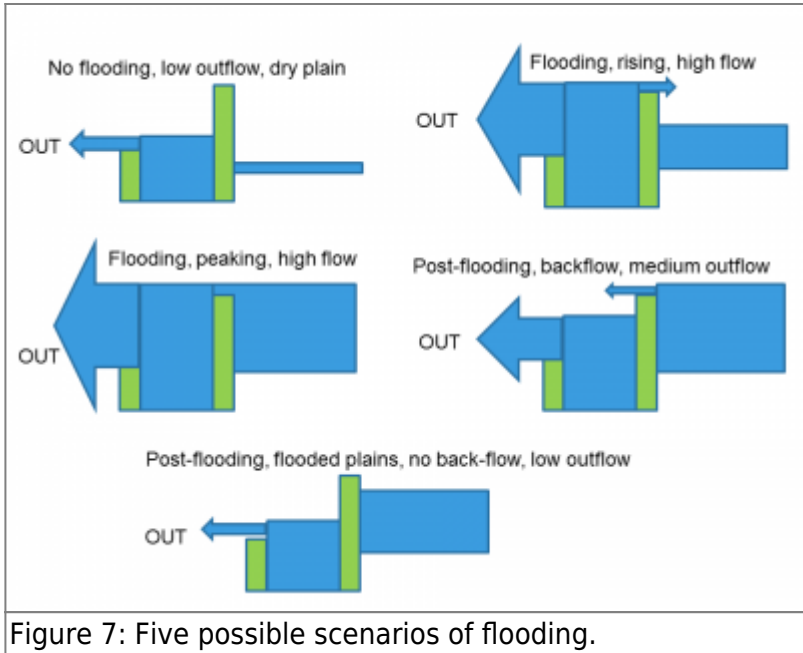 No flooding, low outflow, dry plain
OUT
Flooding, rising, high flow
OUT
Flooding, peaking, high flow
OUT
Post-flooding, backflow, medium outflow
OUT
Post-flooding, flooded plains, no back-flow, low outflow
OUT
Figure 7: Five possible scenarios of flooding.